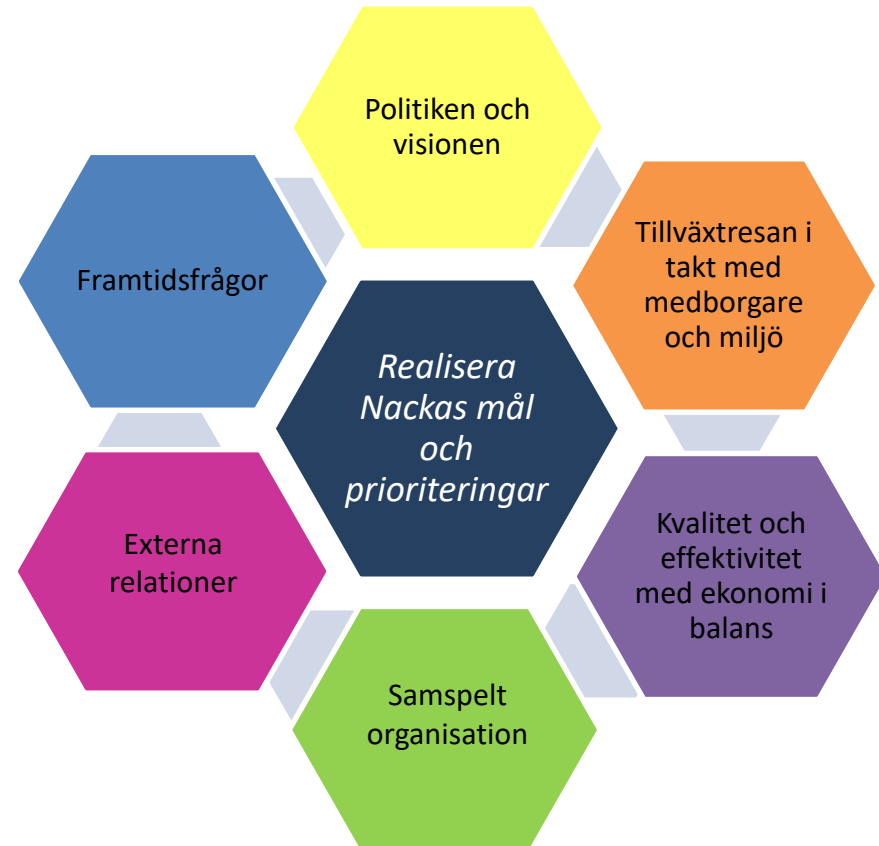 Politiken och
visionen
Tillväxtresan i
takt med
medborgare
och miljö
Framtidsfrågor
Realisera
Nackas mål
och
prioriteringar
Kvalitet och
effektivitet
med ekonomi i
balans
Externa
relationer
Samspelt
organisation